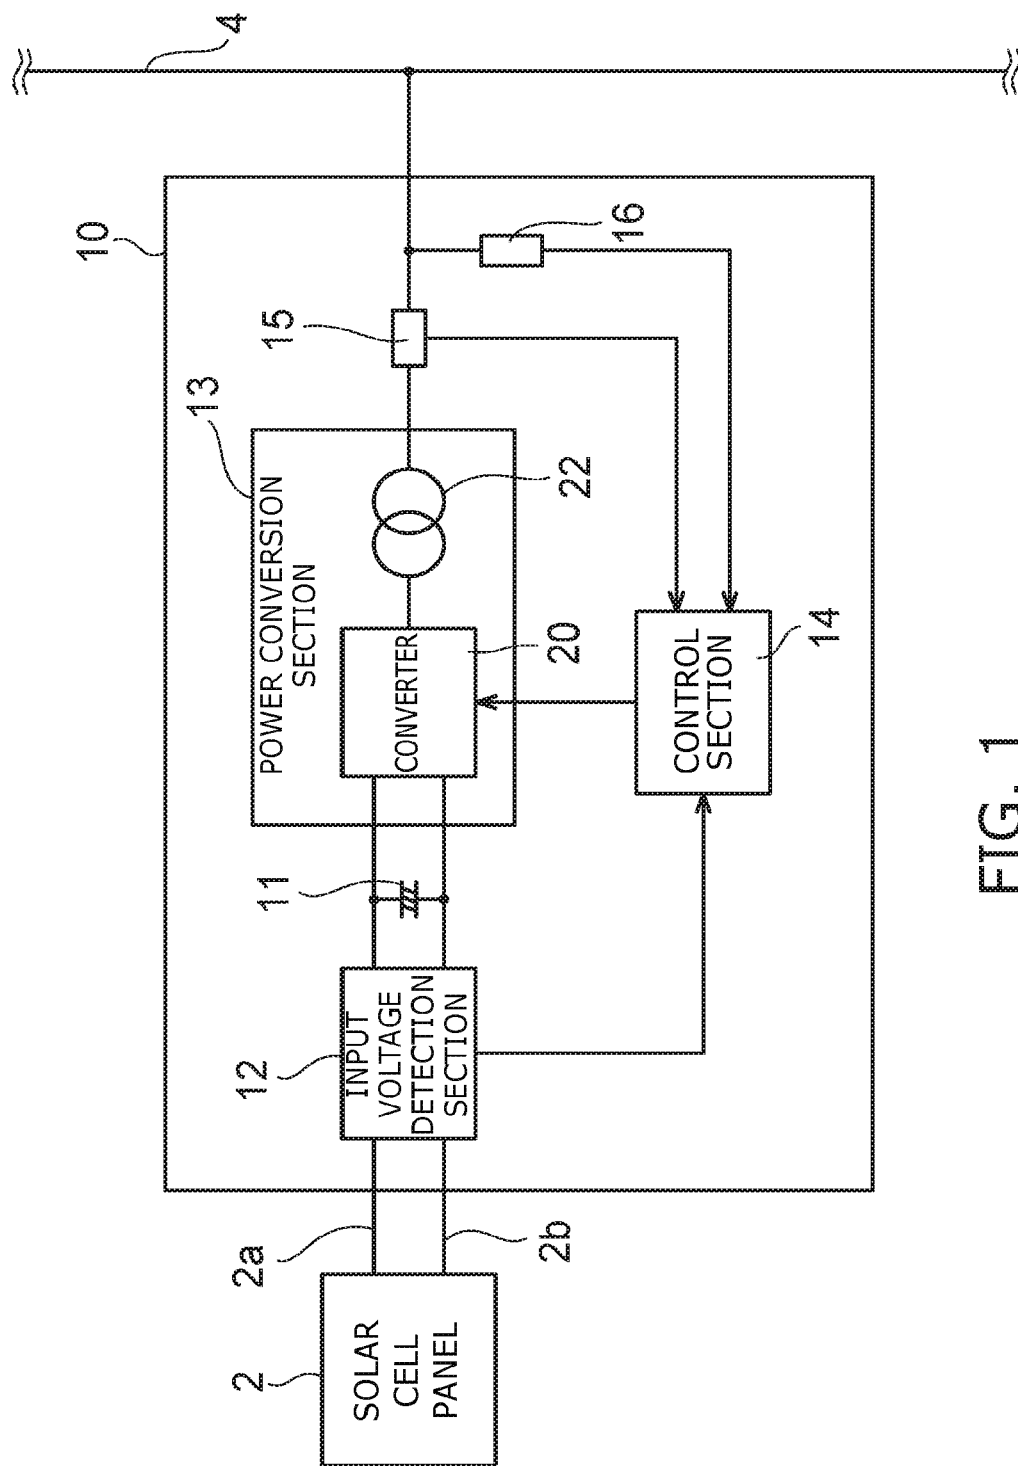 4
10
16
15
13
POWER CONVERSION
SECTION
22
CONVERTER
20
CONTROL
SECTION
14
11
12
INPUT
VOLTAGE
DETECTION
SECTION
2a
2b
2
SOLAR
CELL
PANEL
FIG. 1